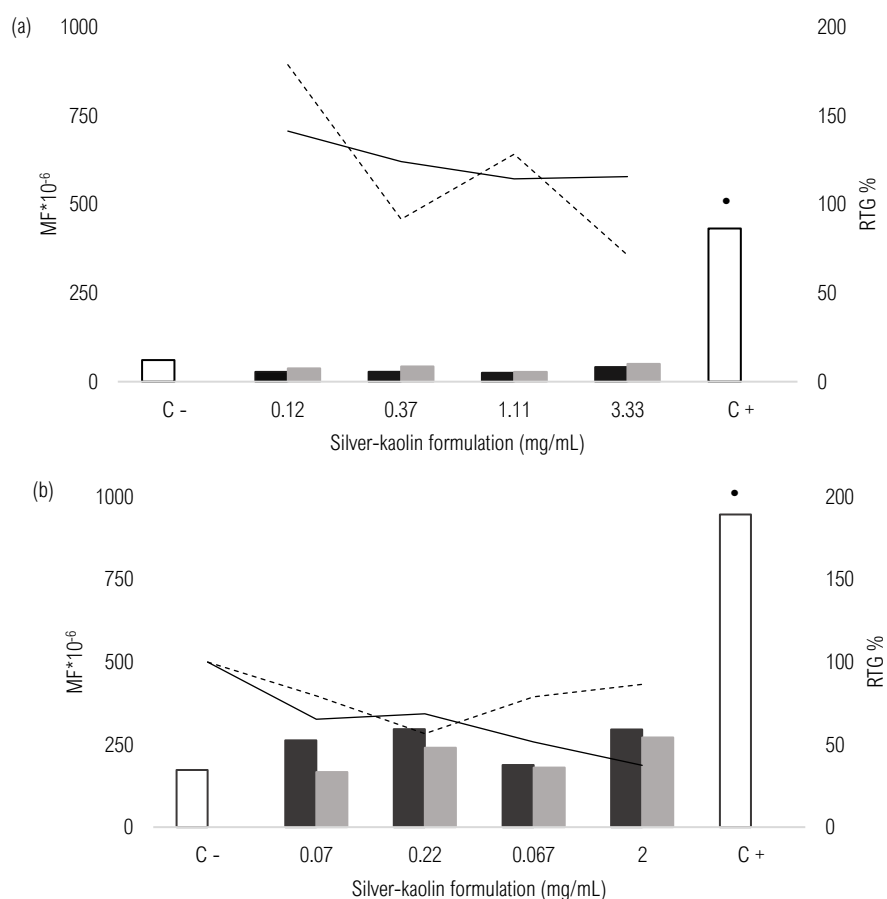 (a)
1000
750
500
250
0
MF*10-6
200
150
100
50
0
RTG %
C - 0.12 0.37 1.11 3.33 C +
Silver-kaolin formulation (mg/mL)
(b)
1000
750
500
250
0
MF*10-6
200
150
100
50
0
RTG %
C - 0.07 0.22 0.067 2 C +
Silver-kaolin formulation (mg/mL)